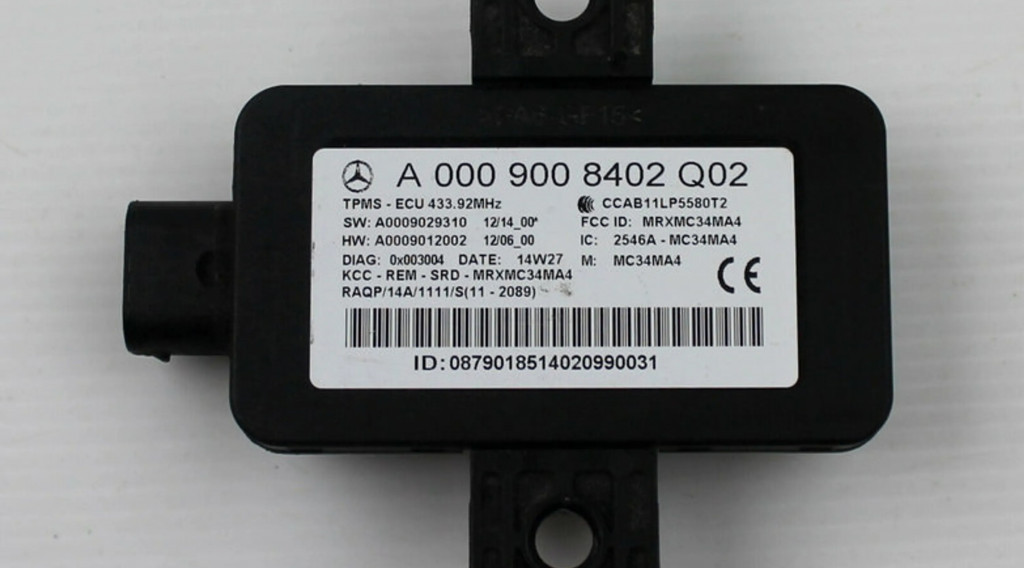 A 000 900 8402 Q02
TPMS - ECU 433.92MHz CCAB11LP5580T2
SW: A0009029310 12/14_00* FCC ID: MRXMC34MA4
HW: A0009012002 12/06_00 IC: 2546A - MC34MA4
DIAG: 0x003004 DATE: 14W27 M: MC34MA4
KCC - REM - SRD - MRXMC34MA4
RAQP/14A/1111/S(11 - 2089)
CE
ID: 0879018514020990031